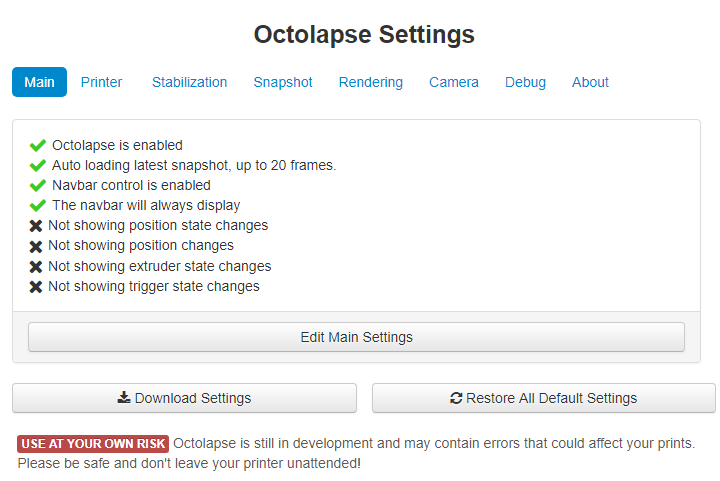 Octolapse Settings
Main Printer Stabilization Snapshot Rendering Camera Debug About
Octolapse is enabled
Auto loading latest snapshot, up to 20 frames.
Navbar control is enabled
The navbar will always display
Not showing position state changes
Not showing position changes
Not showing extruder state changes
Not showing trigger state changes
Edit Main Settings
Download Settings Restore All Default Settings
USE AT YOUR OWN RISK Octolapse is still in development and may contain errors that could affect your prints.
Please be safe and don't leave your printer unattended!